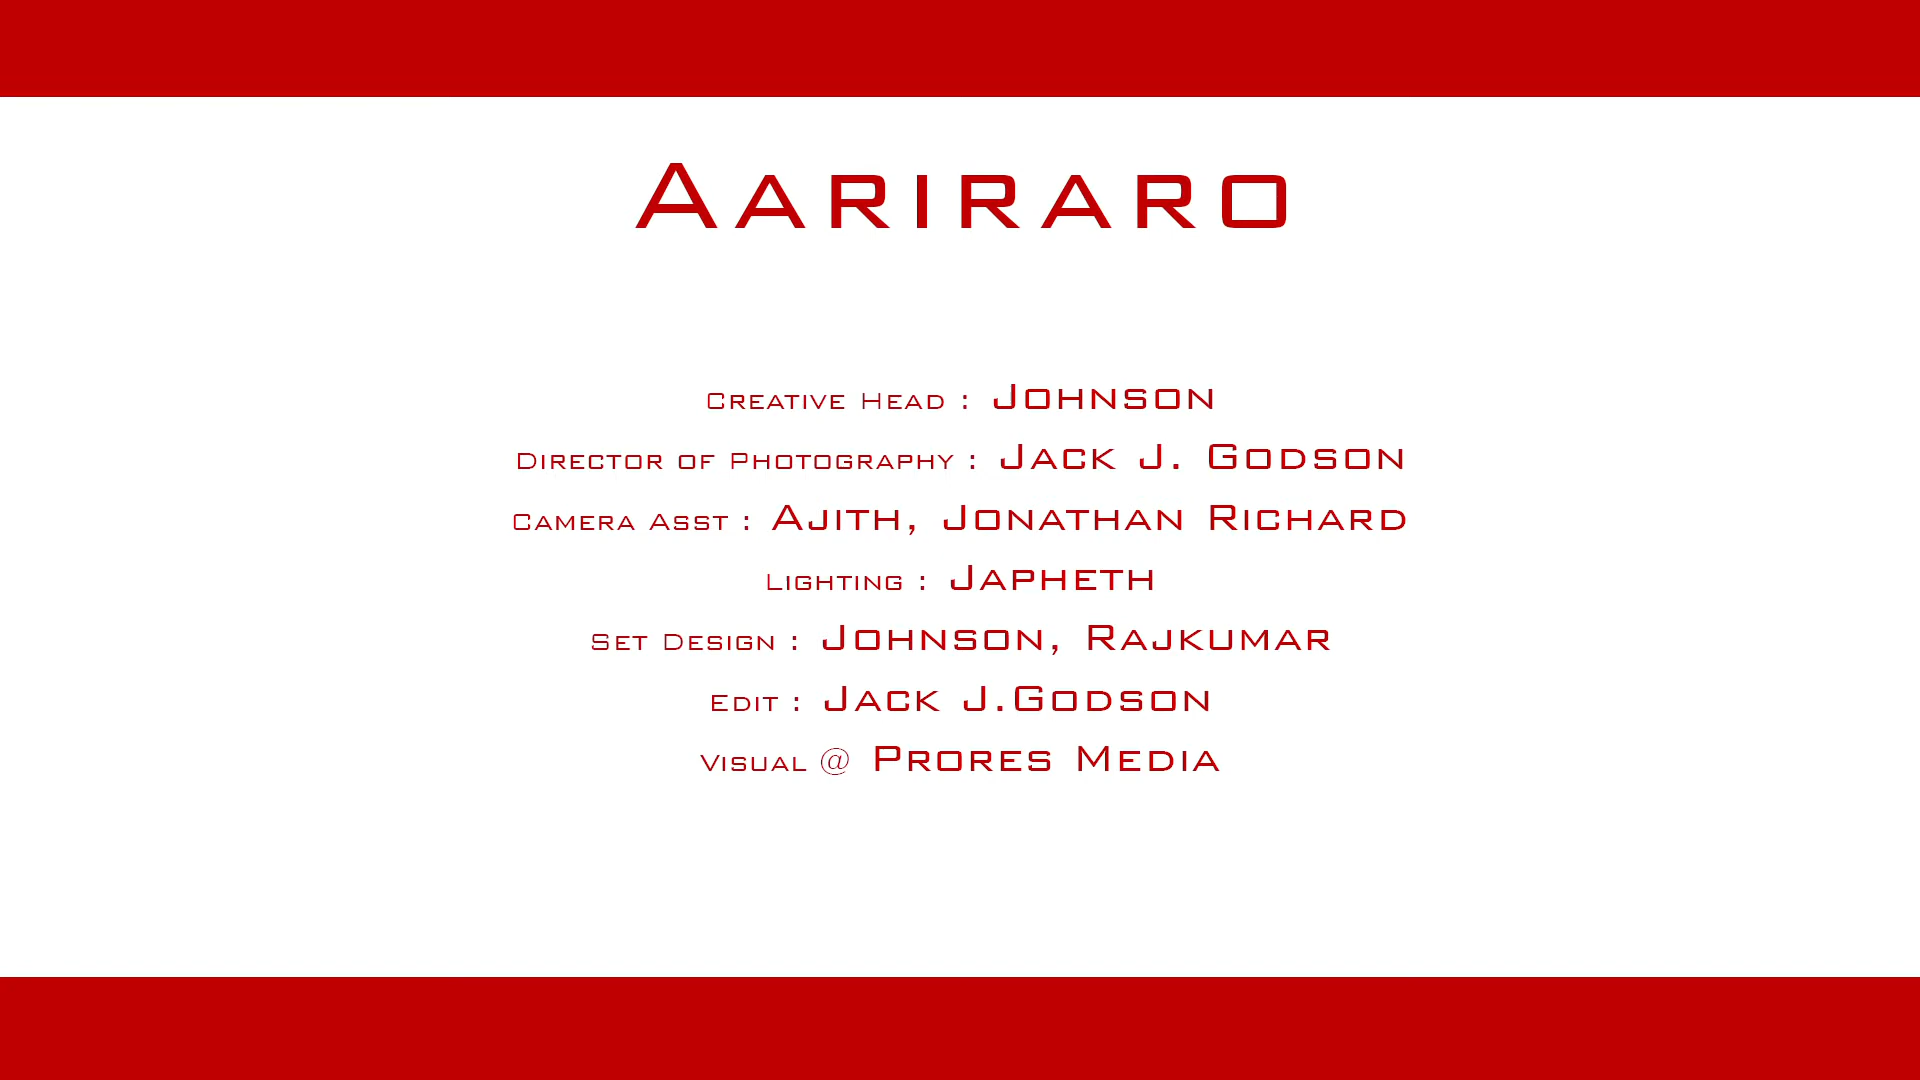 Aariraro
Creative Head : Johnson
Director of Photography : Jack J. Godson
Camera Asst : Ajith, Jonathan Richard
Lighting : Japheth
Set Design : Johnson, Rajkumar
Edit : Jack J.Godson
Visual @ Prores Media